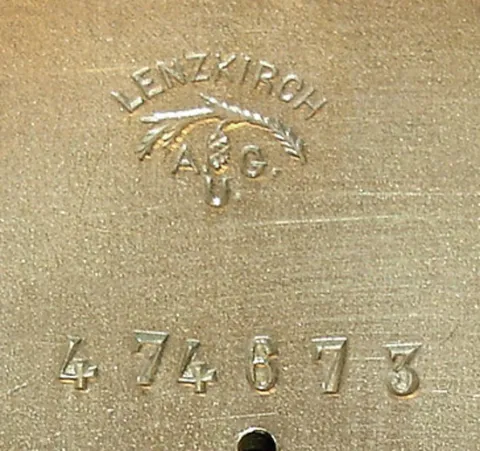 LENZKIRCH
A. G.
U.
474673